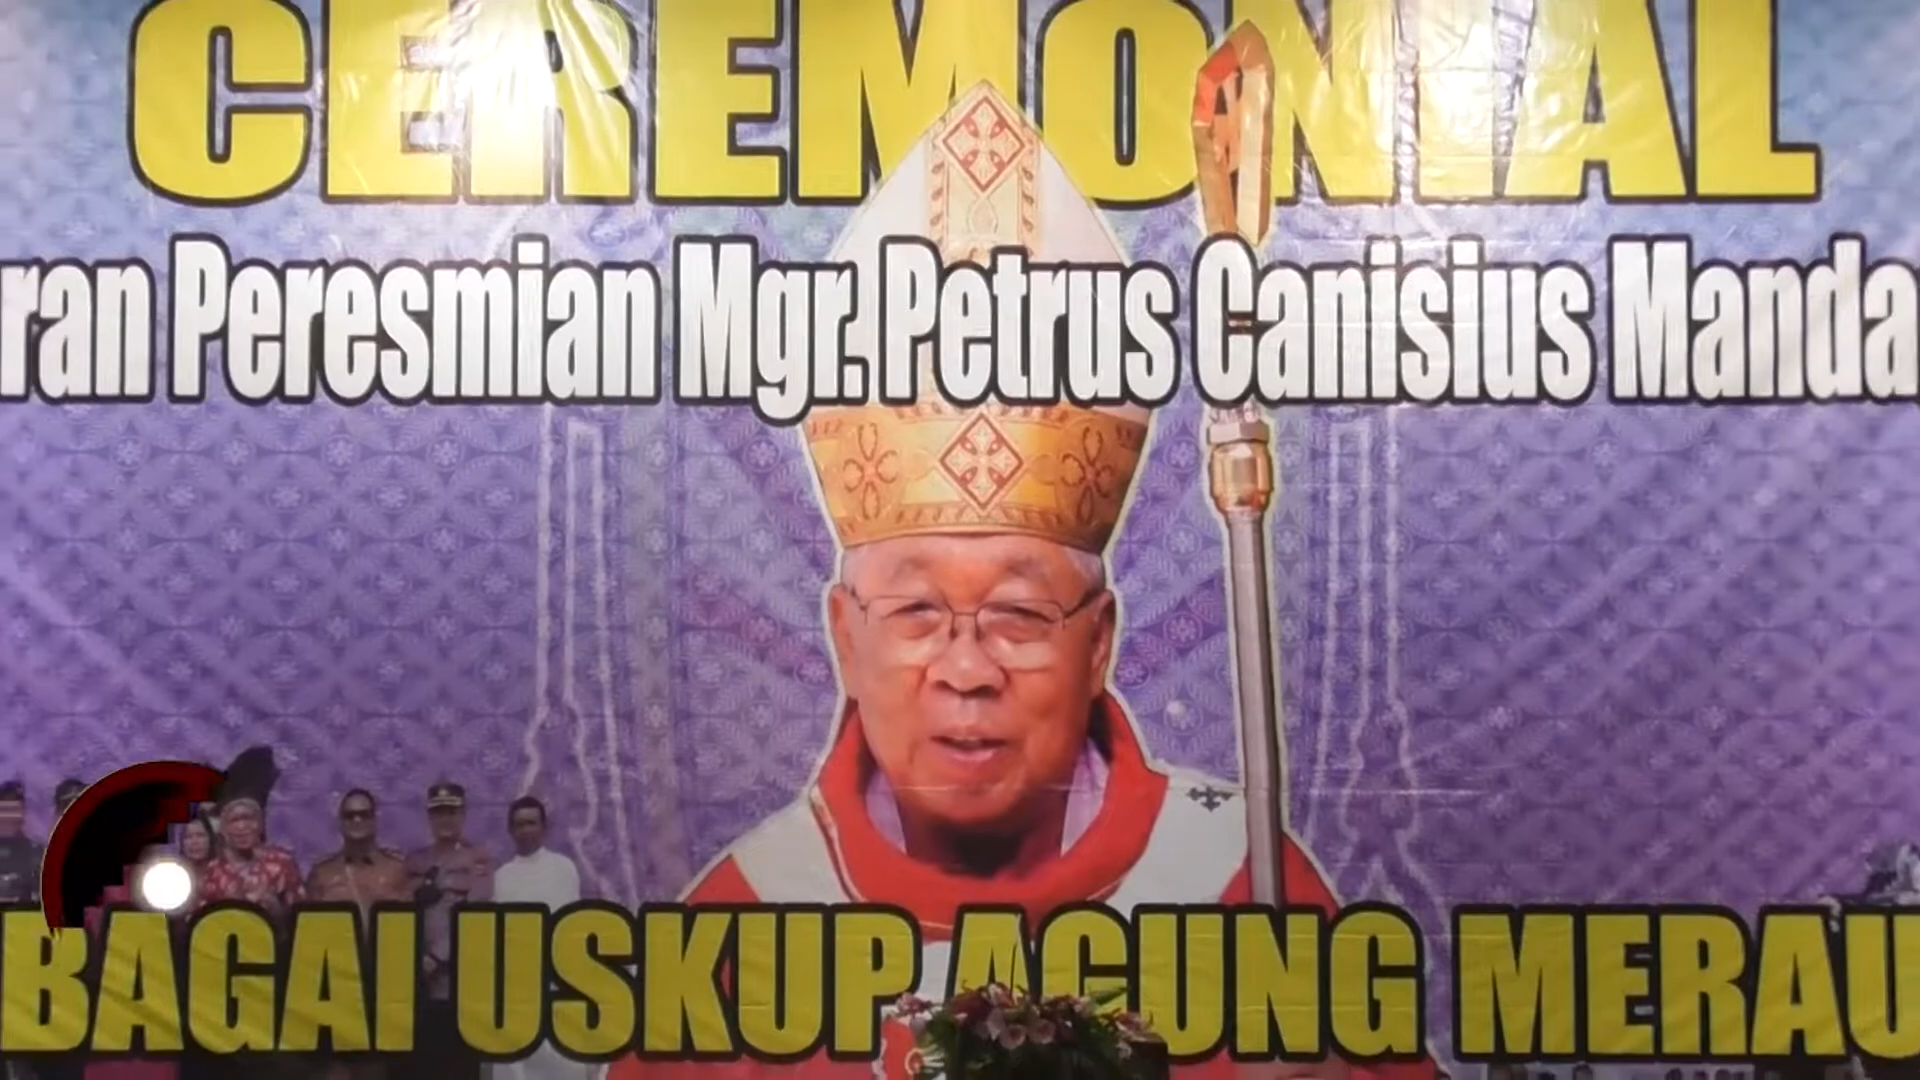 CEREMONIAL
ran Peresmian Mgr. Petrus Canisius Manda
BAGAI USKUP AGUNG MERAU